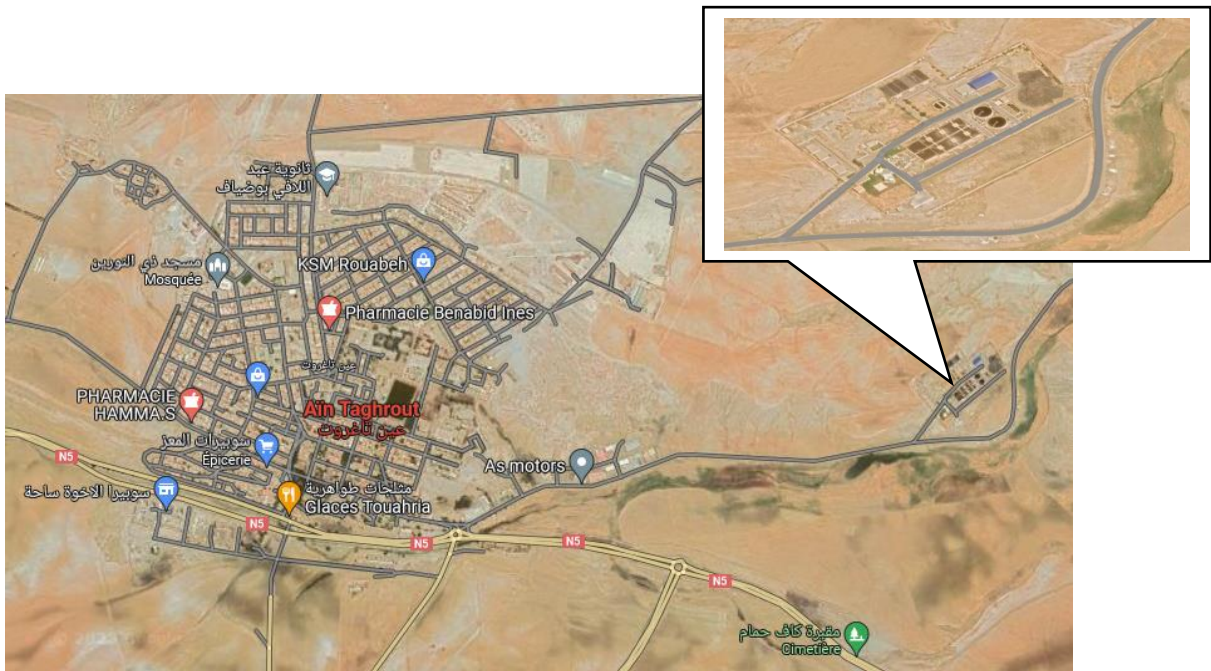 ثانوية عبد
اللافي بوضياف
KSM Rouabeh
مسجد ذي النورين
Mosquée
Pharmacie Benabid Ines
عين تاغروت
PHARMACIE
HAMMA.S
Aïn Taghrout
عين تاغروت
سوبيرات المعز
Épicerie
N5
As motors
سوبيرا الاخوة ساحة
مثلجات طواهرية
Glaces Touahria
N5
N5
N5
N5
مقبرة كاف حمام
Cimetière